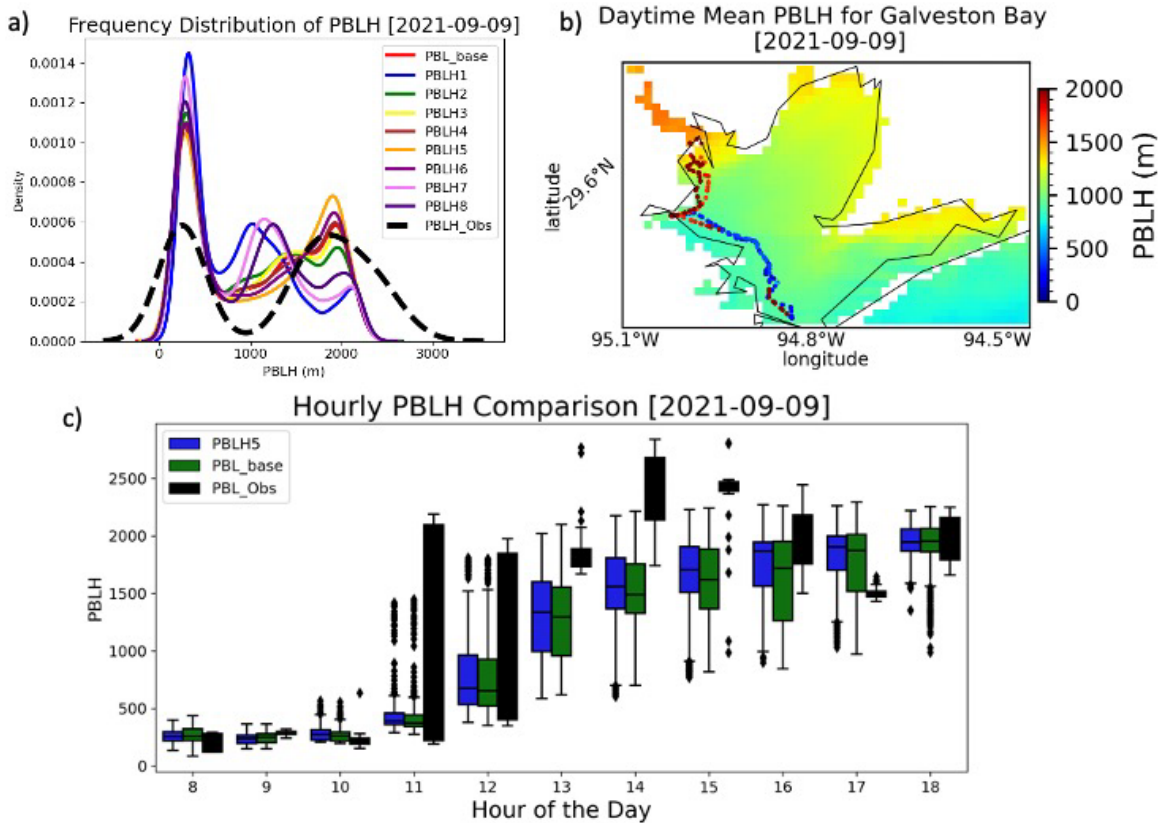 a)
Frequency Distribution of PBLH [2021-09-09]
0.0014
0.0012
0.0010
0.0008
0.0006
0.0004
0.0002
0.0000
Density
PBL_base
PBLH1
PBLH2
PBLH3
PBLH4
PBLH5
PBLH6
PBLH7
PBLH8
PBLH_Obs
0 1000 2000 3000
PBLH (m)
b)
Daytime Mean PBLH for Galveston Bay
[2021-09-09]
latitude
29.6°N
95.1°W 94.8°W 94.5°W
longitude
2000
1500
1000
500
0
PBLH (m)
c)
Hourly PBLH Comparison [2021-09-09]
PBLH5
PBL_base
PBL_Obs
2500
2000
1500
1000
500
0
PBLH
8 9 10 11 12 13 14 15 16 17 18
Hour of the Day